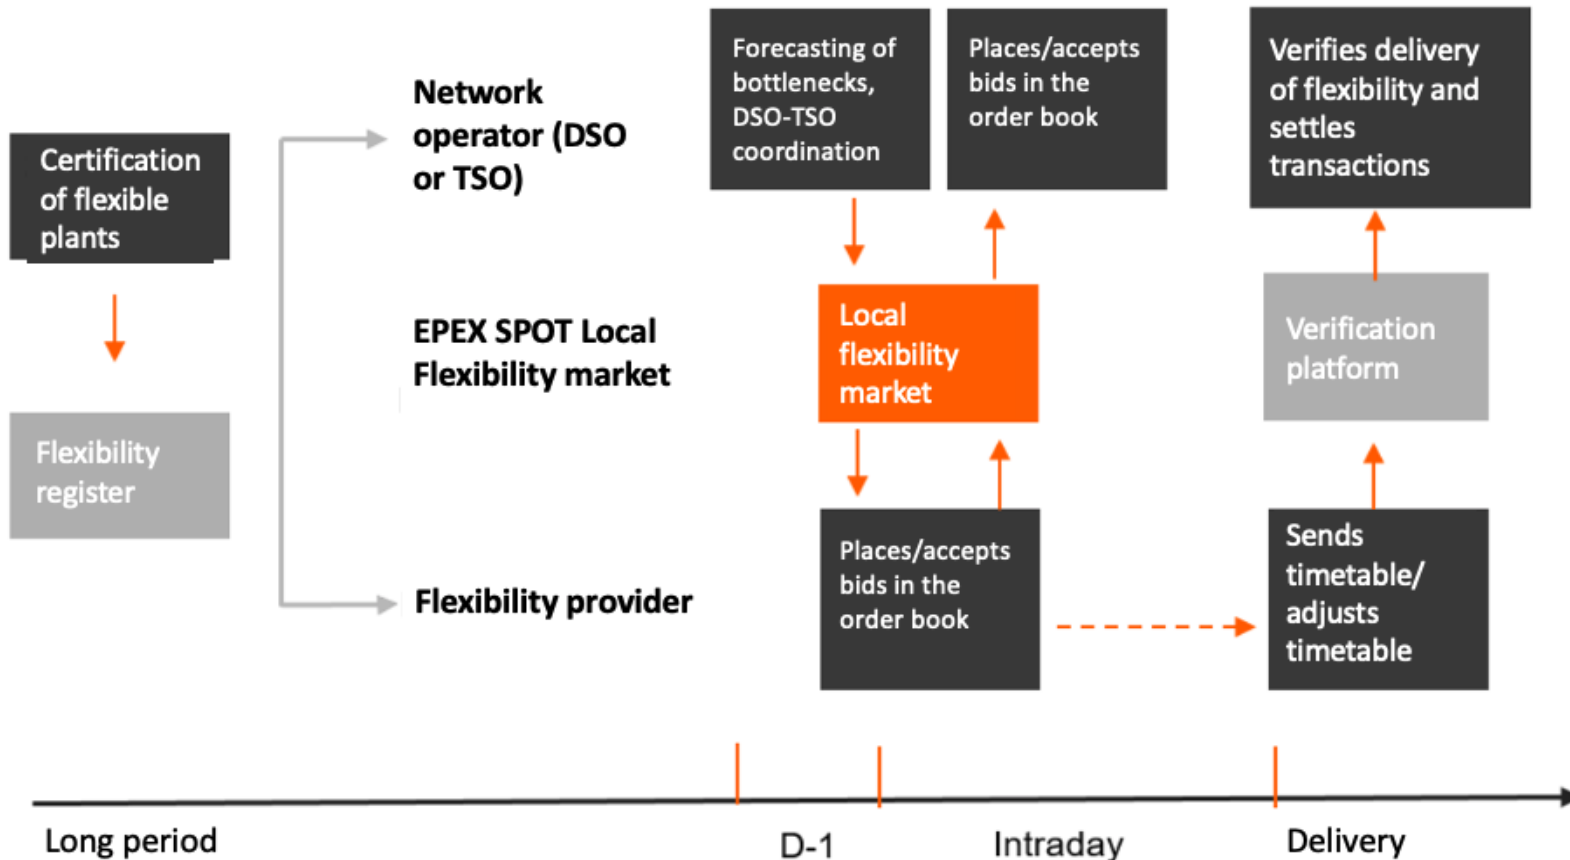 Certification
of flexible
plants
Flexibility
register
Network
operator (DSO
or TSO)
EPEX SPOT Local
Flexibility market
Flexibility provider
Forecasting of
bottlenecks,
DSO-TSO
coordination
Places/accepts
bids in the
order book
Local
flexibility
market
Places/accepts
bids in the
order book
Verifies delivery
of flexibility and
settles
transactions
Verification
platform
Sends
timetable/
adjusts
timetable
Long period
D-1
Intraday
Delivery